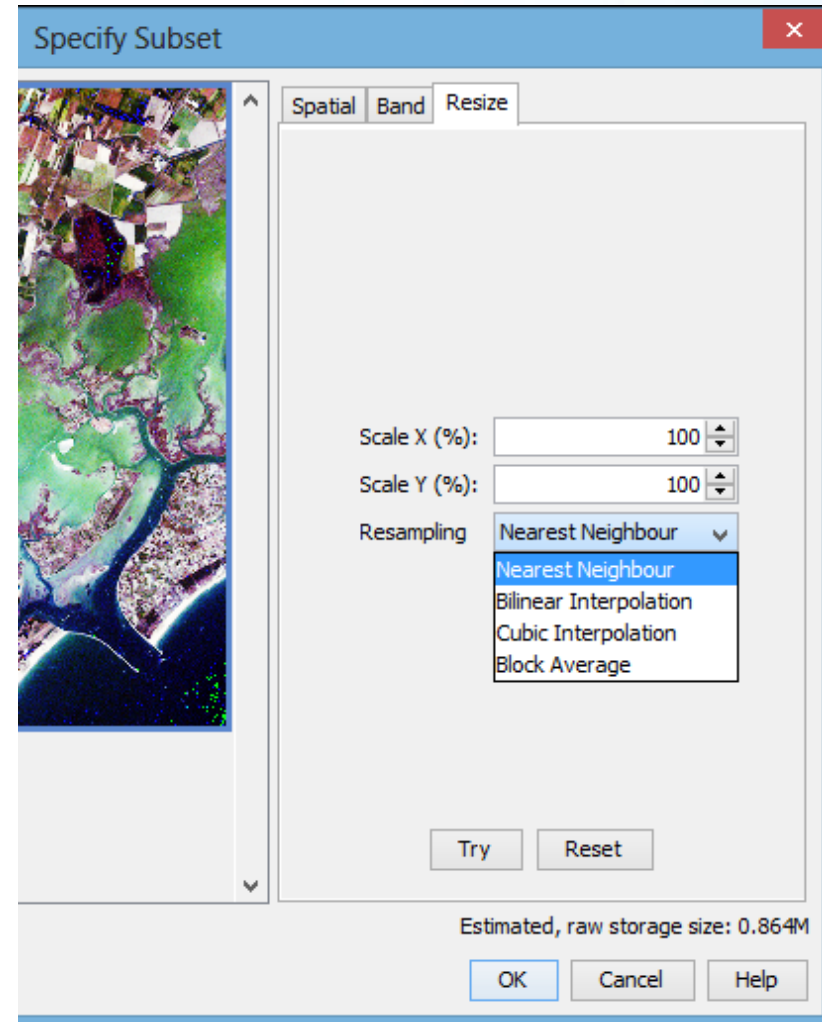 Specify Subset
Spatial Band Resize
Scale X (%): 100
Scale Y (%): 100
Resampling Nearest Neighbour
Nearest Neighbour
Bilinear Interpolation
Cubic Interpolation
Block Average
Try Reset
Estimated, raw storage size: 0.864M
OK Cancel Help